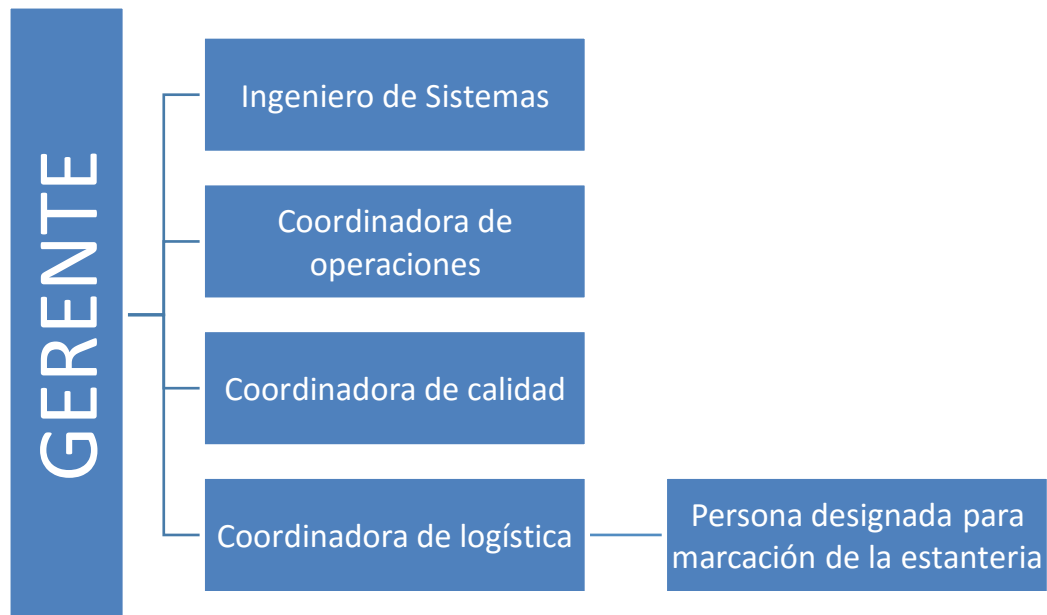 GERENTE
Ingeniero de Sistemas
Coordinadora de
operaciones
Coordinadora de calidad
Coordinadora de logística
Persona designada para
marcación de la estanteria